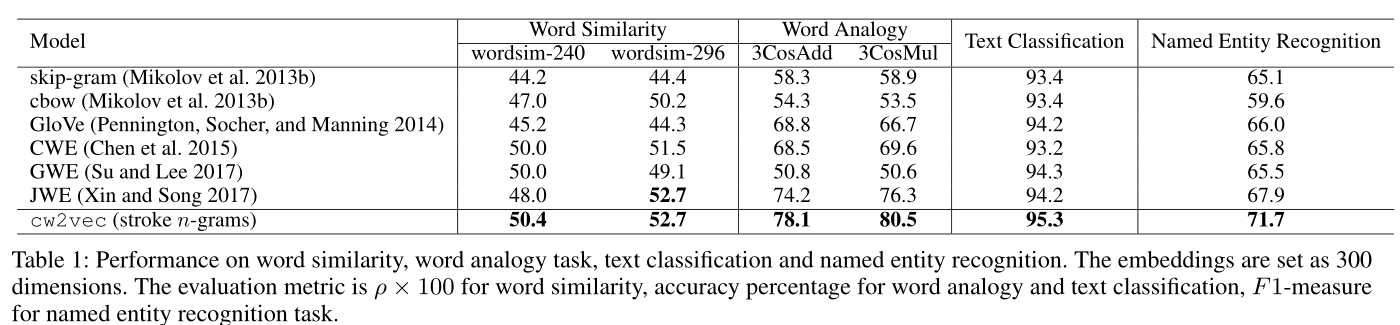 Model Word Similarity Word Analogy Text Classification Named Entity Recognition
wordsim-240 wordsim-296 3CosAdd 3CosMul
skip-gram (Mikolov et al. 2013b) 44.2 44.4 58.3 58.9 93.4 65.1
cbow (Mikolov et al. 2013b) 47.0 50.2 54.3 53.5 93.4 59.6
GloVe (Pennington, Socher, and Manning 2014) 45.2 44.3 68.8 66.7 94.2 66.0
CWE (Chen et al. 2015) 50.0 51.5 68.5 69.6 93.2 65.8
GWE (Su and Lee 2017) 50.0 49.1 50.8 50.6 94.3 65.5
JWE (Xin and Song 2017) 48.0 52.7 74.2 76.3 94.2 67.9
cw2vec (stroke n-grams) 50.4 52.7 78.1 80.5 95.3 71.7
Table 1: Performance on word similarity, word analogy task, text classification and named entity recognition. The embeddings are set as 300
dimensions. The evaluation metric is ρ × 100 for word similarity, accuracy percentage for word analogy and text classification, F1-measure
for named entity recognition task.